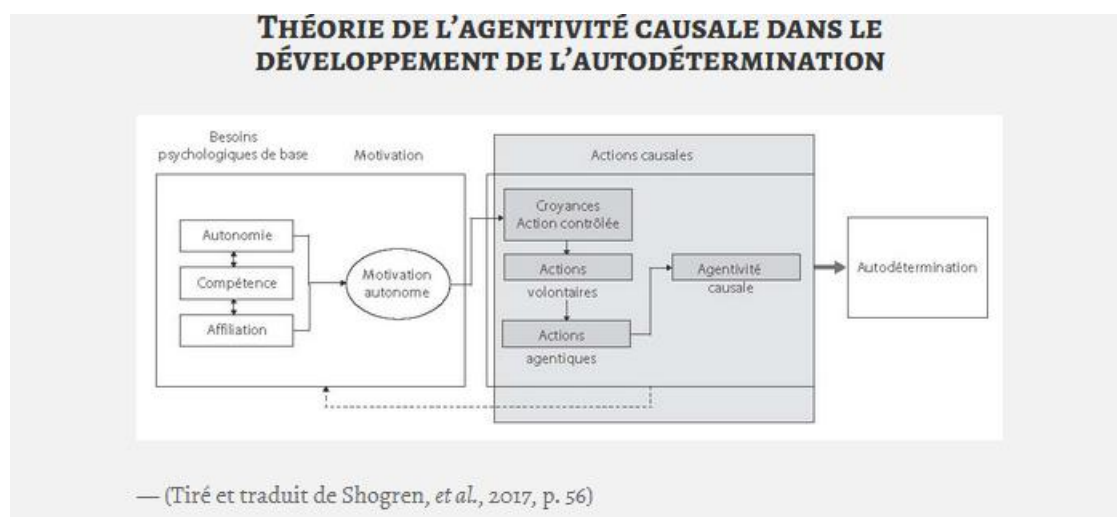 THÉORIE DE L'AGENTIVITÉ CAUSALE DANS LE
DÉVELOPPEMENT DE L'AUTODÉTERMINATION
Besoins
psychologiques de base
Motivation
Actions causales
Autonomie
Compétence
Affiliation
Motivation
autonome
Croyances
Action contrôlée
Actions
volontaires
Actions
agentiques
Agentivité
causale
Autodétermination
— (Tiré et traduit de Shogren, et al., 2017, p. 56)